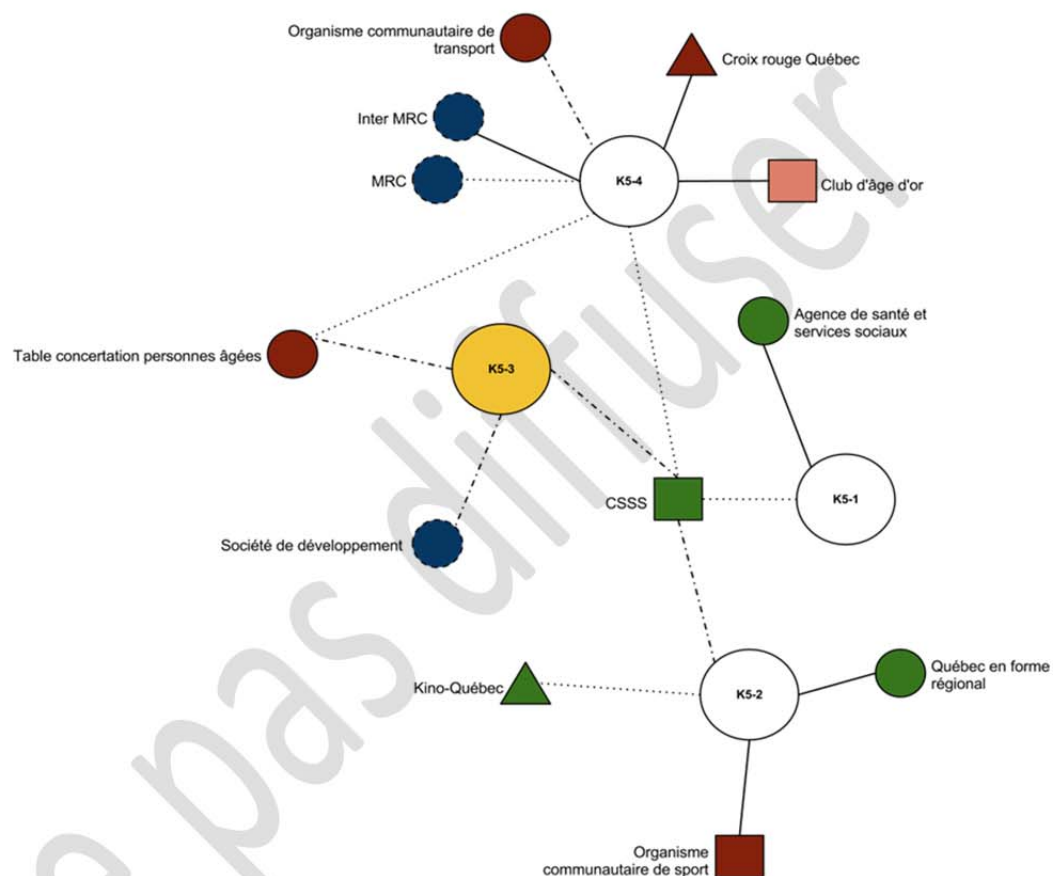 Organisme communautaire de
transport
Croix rouge Québec
Inter MRC
MRC
K5-4
Club d'âge d'or
Agence de santé et
services sociaux
Table concertation personnes âgées
K5-3
CSSS
K5-1
Société de développement
Kino-Québec
K5-2
Québec en forme
régional
Organisme
communautaire de sport
e pas difuser